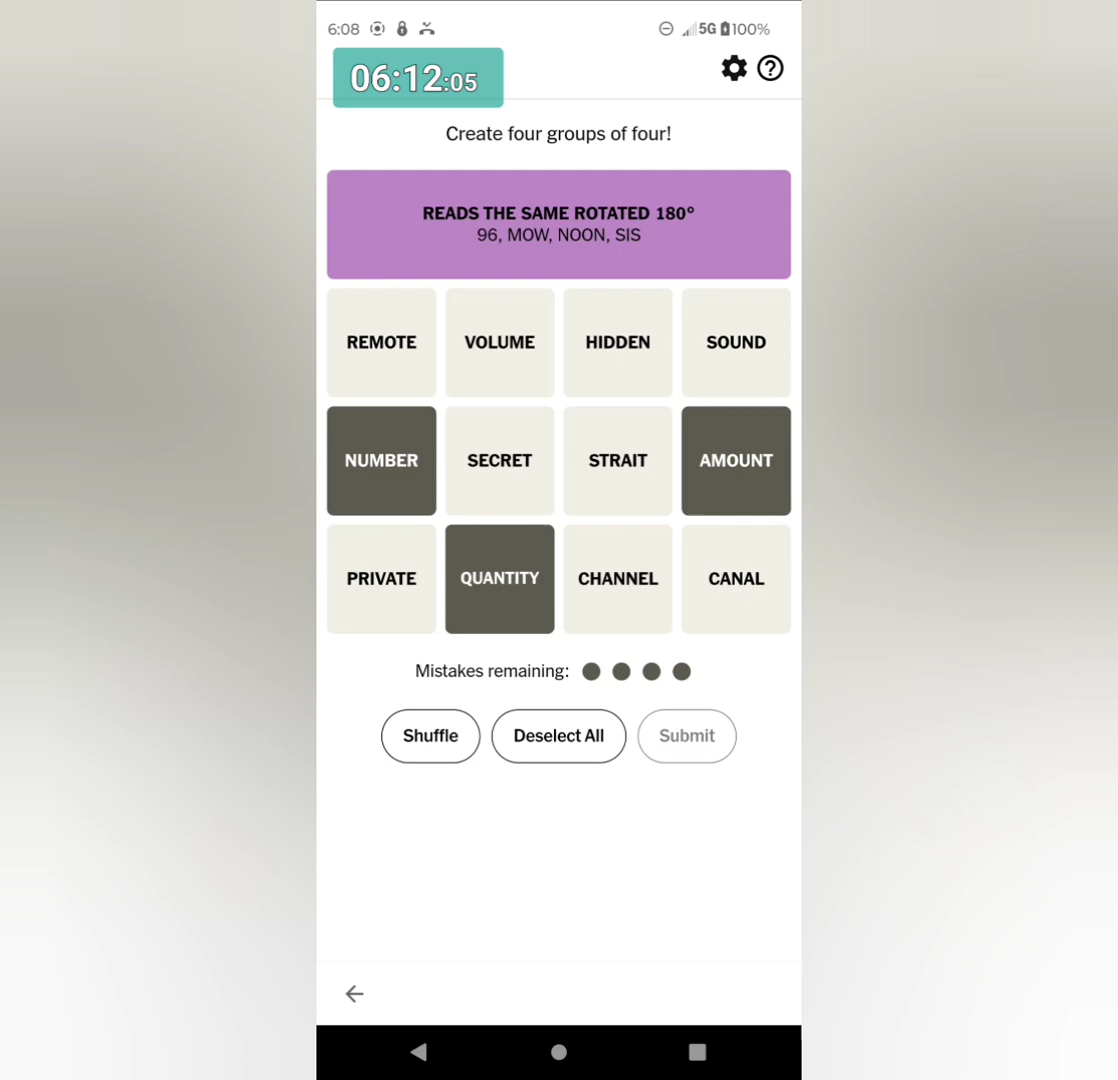 6:08
5G 100%
06:12:05
Create four groups of four!
READS THE SAME ROTATED 180°
96, MOW, NOON, SIS
REMOTE VOLUME HIDDEN SOUND
NUMBER SECRET STRAIT AMOUNT
PRIVATE QUANTITY CHANNEL CANAL
Mistakes remaining:
Shuffle Deselect All Submit